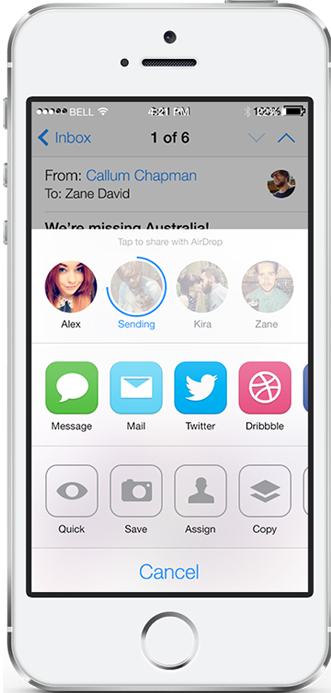 BELL 4:21 PM 100%
Inbox 1 of 6
From: Callum Chapman
To: Zane David
We're missing Australia!
Tap to share with AirDrop
Alex Sending Kira Zane
Message Mail Twitter Dribbble
Quick Save Assign Copy
Cancel